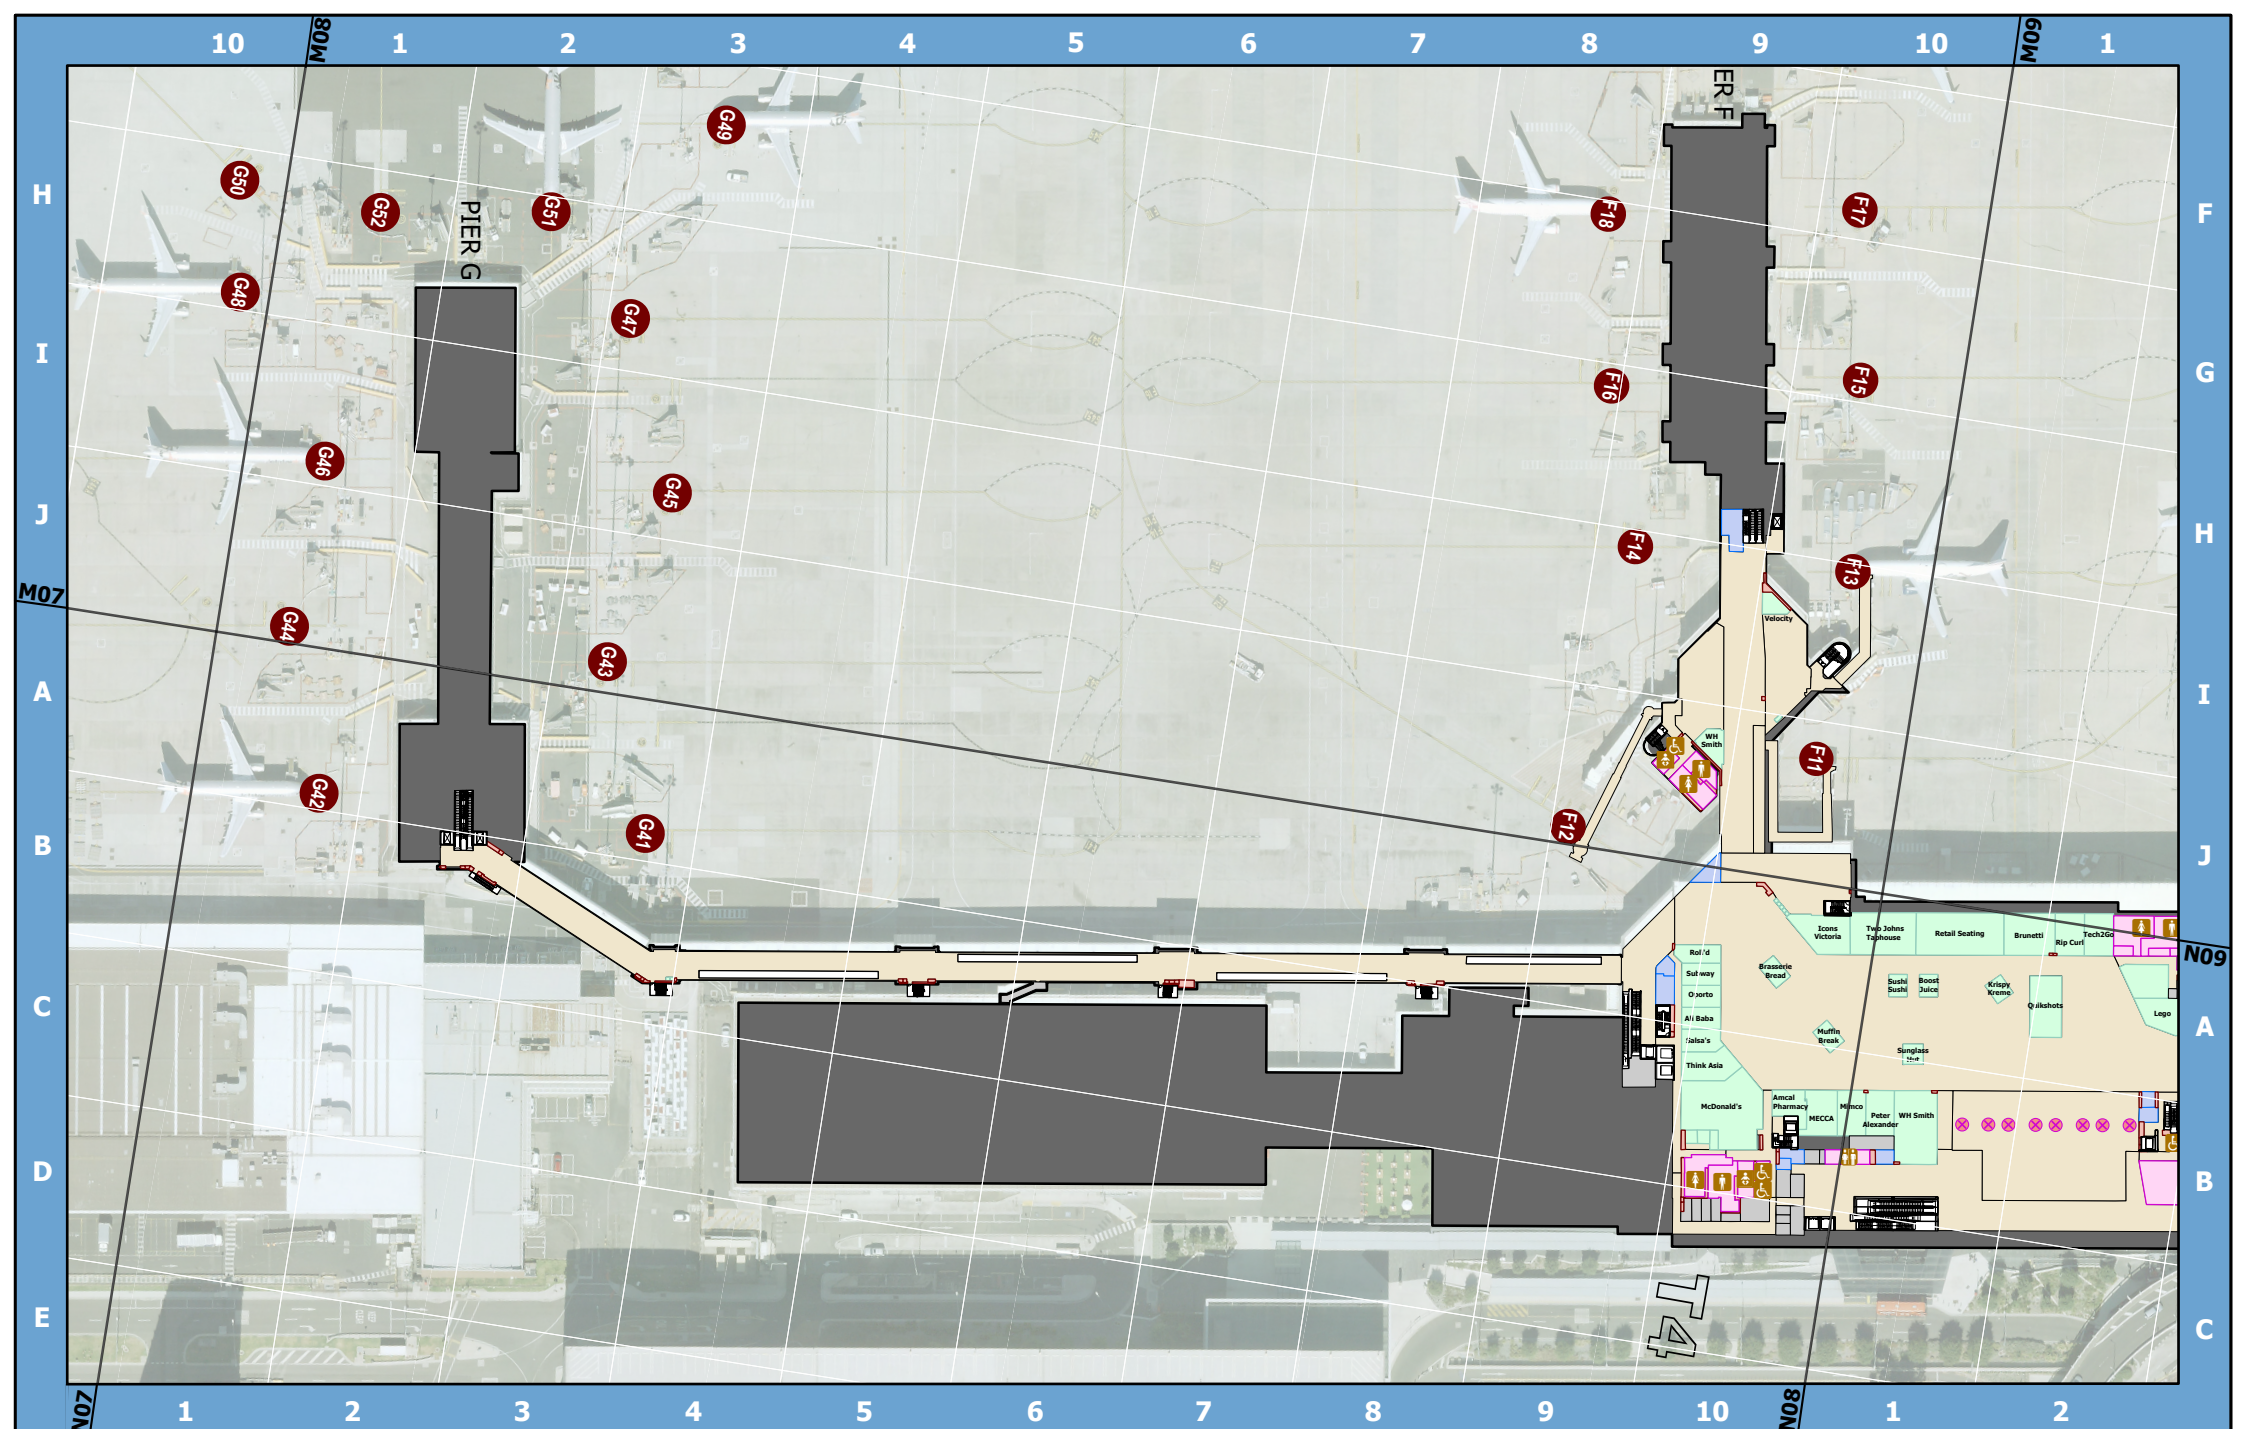 10
M08
1
2
3
4
5
6
7
8
9
10
M09
1
H
I
J
M07
A
B
C
D
E
F
G
H
I
J
N09
A
B
C
N07
1
2
3
4
5
6
7
8
9
10
N08
1
2
ER F
PIER G
G49
G50
G52
G51
G48
G47
G46
G45
G44
G43
G42
G41
F18
F17
F16
F15
F14
F13
F12
F11
Velocity
WH
Smith
Icons
Victoria
Two Johns
Taphouse
Retail Seating
Brunetti
Rip Curl
Tech2Go
Roll'd
Subway
Oporto
Ali Baba
Salsa's
Think Asia
McDonald's
Brasserie
Bread
Sushi
Sushi
Boost
Juice
Krispy
Kreme
Quikshots
Lego
Muffin
Break
Sunglass
Hut
Amcal
Pharmacy
MECCA
Mimco
Peter
Alexander
WH Smith
T4